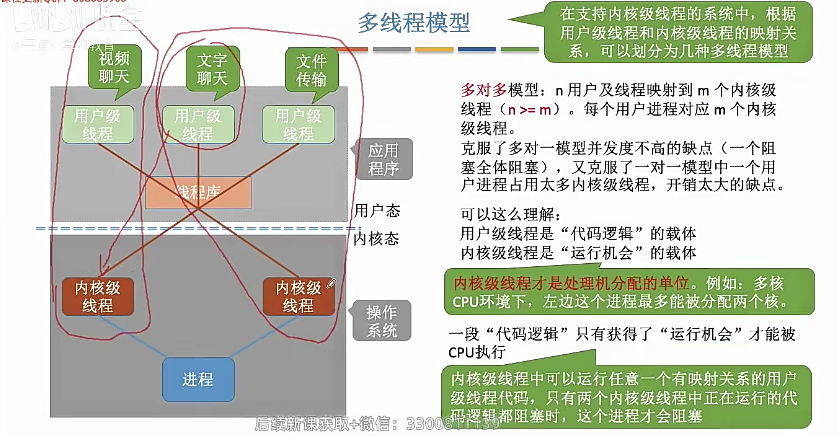 多线程模型
在支持内核级线程的系统中，根据
用户级线程和内核级线程的映射关
系，可以划分为几种多线程模型
视频
聊天
文字
聊天
文件
传输
用户级
线程
用户级
线程
用户级
线程
应用
程序
线程库
用户态
内核态
内核级
线程
内核级
线程
操作
系统
进程
多对多模型：n 用户及线程映射到 m 个内核级
线程（n >= m）。每个用户进程对应 m 个内核
级线程。
克服了多对一模型并发度不高的缺点（一个阻
塞全体阻塞），又克服了一对一模型中一个用
户进程占用太多内核级线程，开销太大的缺点。
可以这么理解：
用户级线程是“代码逻辑”的载体
内核级线程是“运行机会”的载体
内核级线程才是处理机分配的单位。例如：多核
CPU环境下，左边这个进程最多能被分配两个核。
一段“代码逻辑”只有获得了“运行机会”才能被
CPU执行
内核级线程中可以运行任意一个有映射关系的用户
级线程代码，只有两个内核级线程中正在运行的代
码逻辑都阻塞时，这个进程才会阻塞